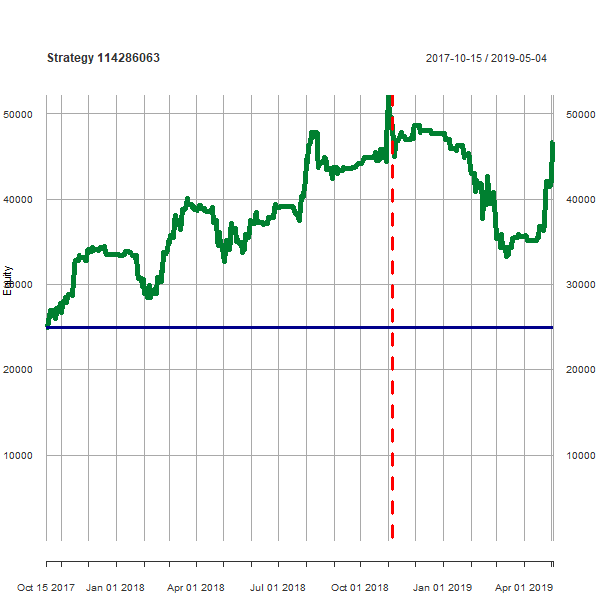 Strategy 114286063 2017-10-15 / 2019-05-04
50000 50000
40000 40000
Equity
30000 30000
20000 20000
10000 10000
Oct 15 2017 Jan 01 2018 Apr 01 2018 Jul 01 2018 Oct 01 2018 Jan 01 2019 Apr 01 2019